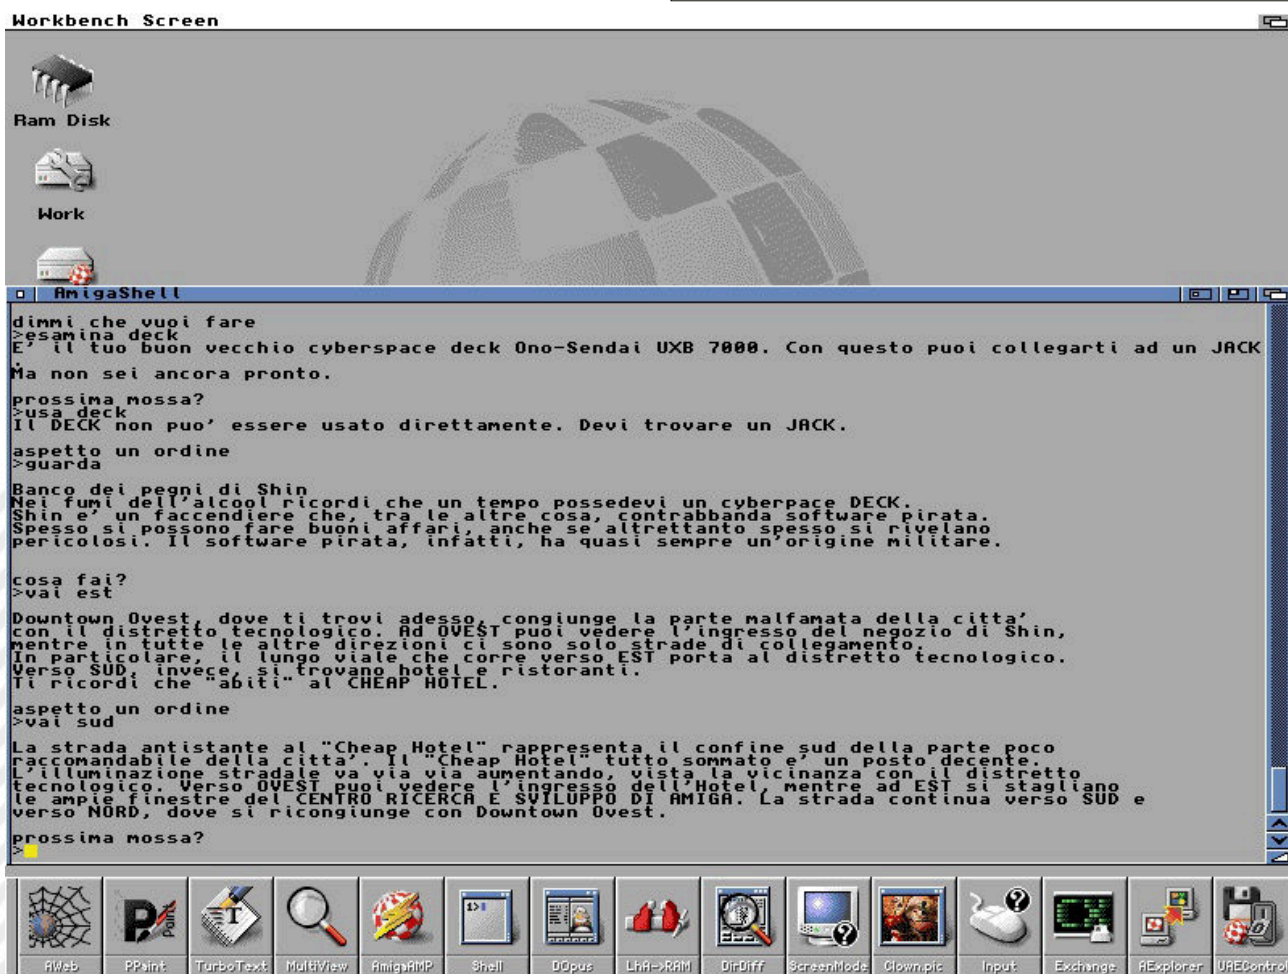 Workbench Screen
Ram Disk
Work
AmigaShell
dimmi che vuoi fare
>esamina deck
E' il tuo buon vecchio cyberspace deck Ono-Sendai UXB 7000. Con questo puoi collegarti ad un JACK
.
Ma non sei ancora pronto.
prossima mossa?
>usa deck
Il DECK non puo' essere usato direttamente. Devi trovare un JACK.
aspetto un ordine
>guarda
Banco dei pegni di Shin
Nei fumi dell'alcool ricordi che un tempo possedevi un cyberpace DECK.
Shin e' un faccendiere che, tra le altre cosa, contrabbanda software pirata.
Spesso si possono fare buoni affari, anche se altrettanto spesso si rivelano
pericolosi. Il software pirata, infatti, ha quasi sempre un'origine militare.
cosa fai?
>vai est
Downtown Ovest, dove ti trovi adesso, congiunge la parte malfamata della citta'
con il distretto tecnologico. Ad OVEST puoi vedere l'ingresso del negozio di Shin,
mentre in tutte le altre direzioni ci sono solo strade di collegamento.
In particolare, il lungo viale che corre verso EST porta al distretto tecnologico.
Verso SUD, invece, si trovano hotel e ristoranti.
Ti ricordi che "abiti" al CHEAP HOTEL.
aspetto un ordine
>vai sud
La strada antistante al "Cheap Hotel" rappresenta il confine sud della parte poco
raccomandabile della citta'. Il "Cheap Hotel" tutto sommato e' un posto decente.
L'illuminazione stradale va via via aumentando, vista la vicinanza con il distretto
tecnologico. Verso OVEST puoi vedere l'ingresso dell'Hotel, mentre ad EST si stagliano
le ampie finestre del CENTRO RICERCA E SVILUPPO DI AMIGA. La strada continua verso SUD e
verso NORD, dove si ricongiunge con Downtown Ovest.
prossima mossa?
>
AWeb PPaint TurboText MultiView AmigaAMP Shell DOpus LhA->RAM DirDiff ScreenMode Clown.pic Input Exchange AExplorer UAEContro